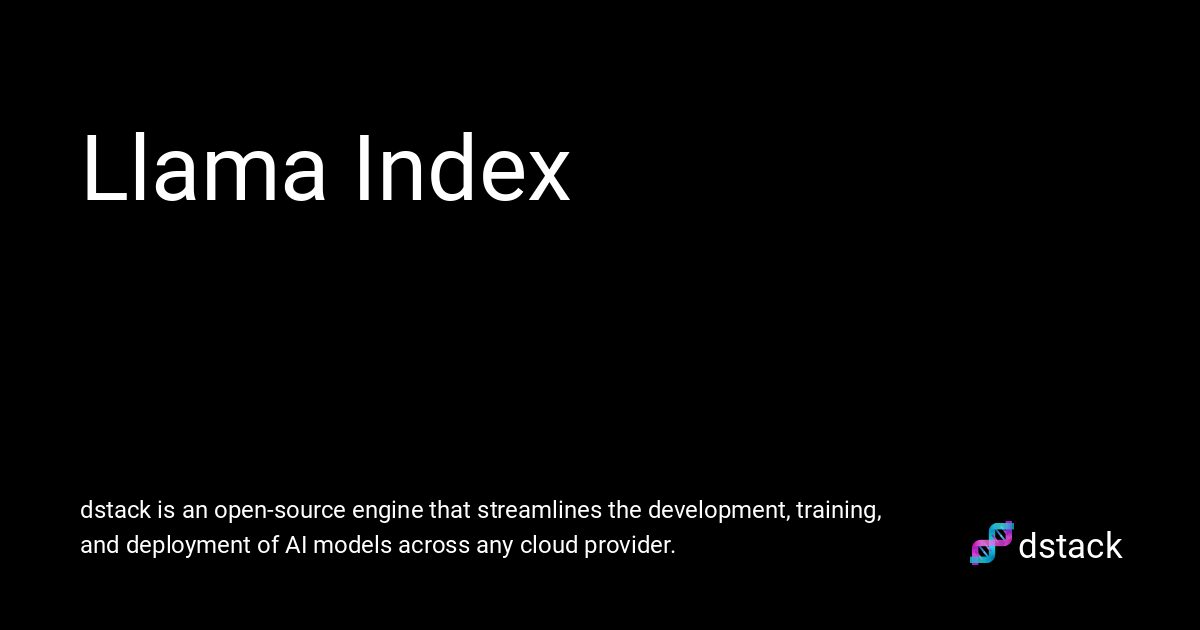 Llama Index
dstack is an open-source engine that streamlines the development, training,
and deployment of AI models across any cloud provider.
dstack